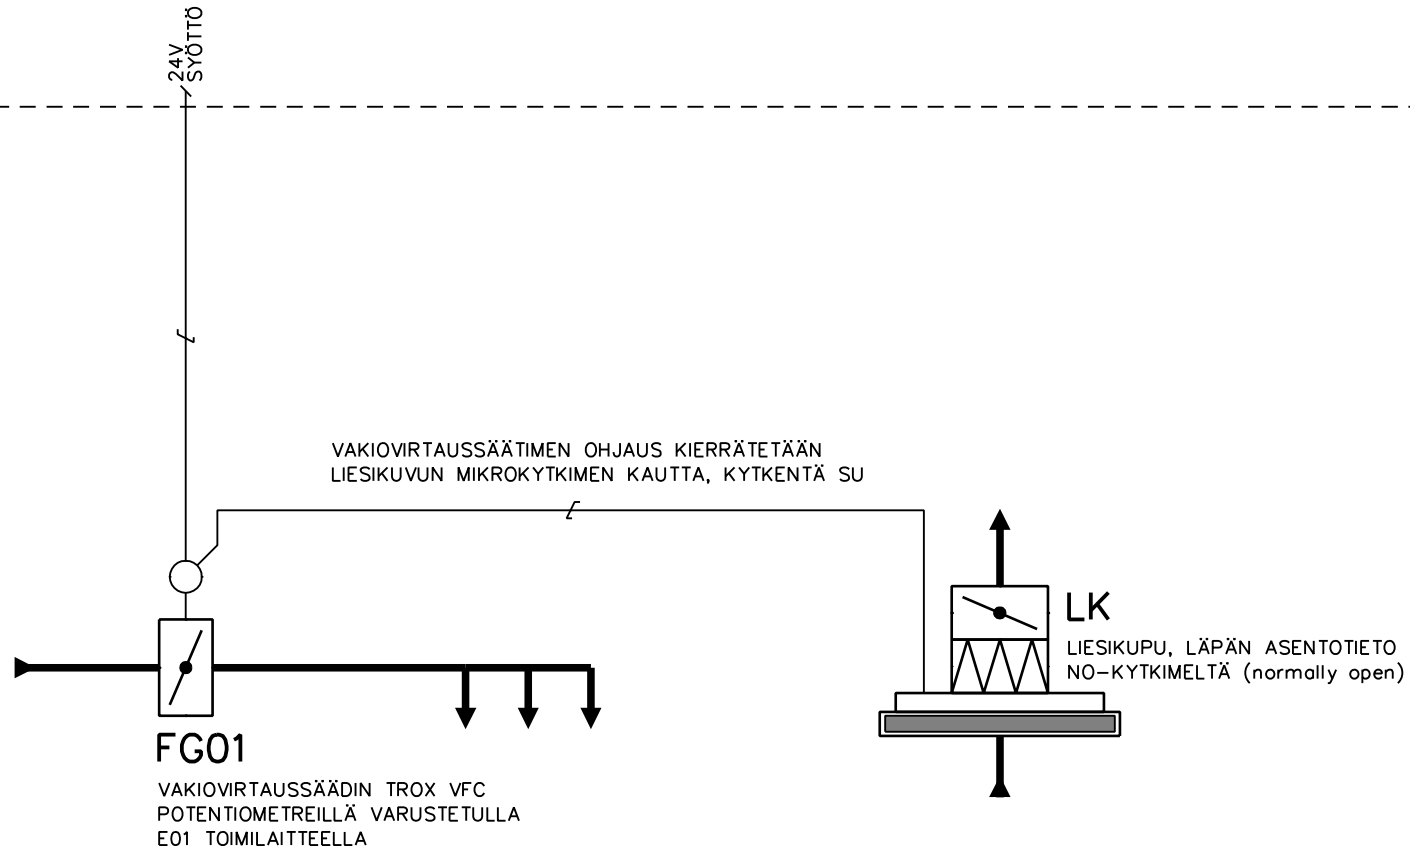 24V
SYÖTTÖ
VAKIOVIRTAUSSÄÄTIMEN OHJAUS KIERRÄTETÄÄN
LIESIKUVUN MIKROKYTKIMEN KAUTTA, KYTKENTÄ SU
LK
LIESIKUPU, LÄPÄN ASENTOTIETO
NO-KYTKIMELTÄ (normally open)
FG01
VAKIOVIRTAUSSÄÄDIN TROX VFC
POTENTIOMETREILLÄ VARUSTETULLA
E01 TOIMILAITTEELLA